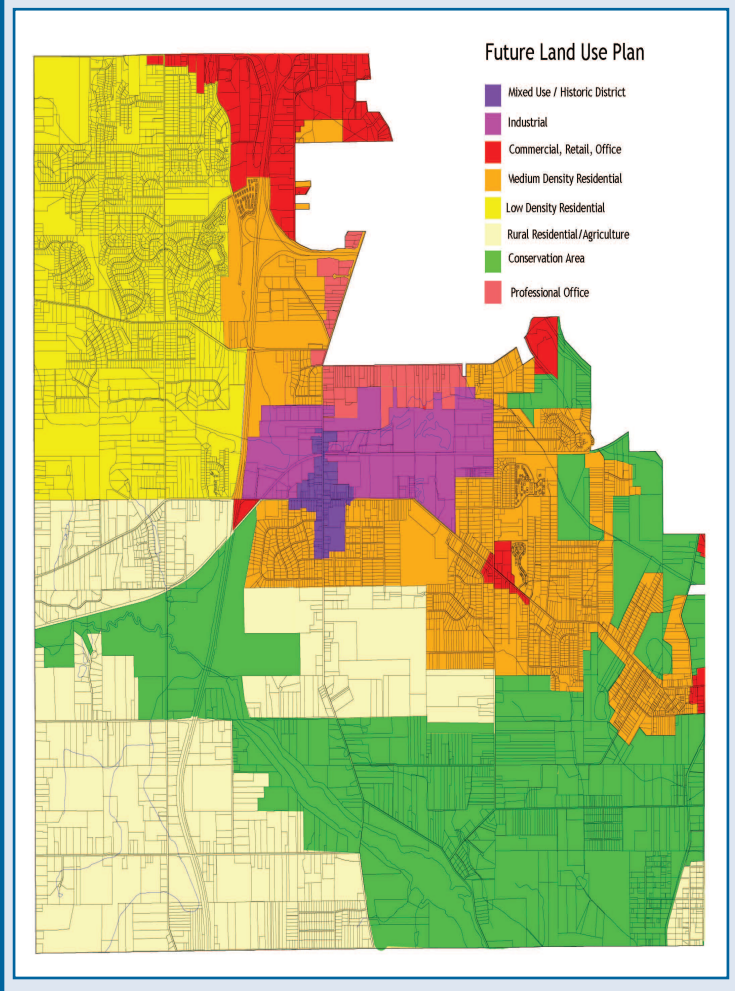 Future Land Use Plan
Mixed Use / Historic District
Industrial
Commercial, Retail, Office
Medium Density Residential
Low Density Residential
Rural Residential/Agriculture
Conservation Area
Professional Office